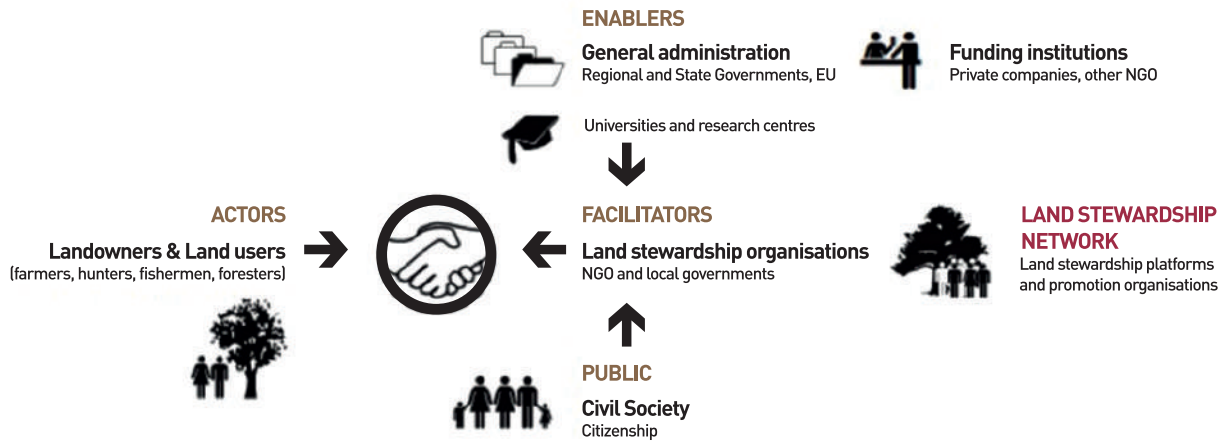 ENABLERS
General administration
Regional and State Governments, EU
Funding institutions
Private companies, other NGO
Universities and research centres
ACTORS
Landowners & Land users
(farmers, hunters, fishermen, foresters)
FACILITATORS
Land stewardship organisations
NGO and local governments
LAND STEWARDSHIP
NETWORK
Land stewardship platforms
and promotion organisations
PUBLIC
Civil Society
Citizenship